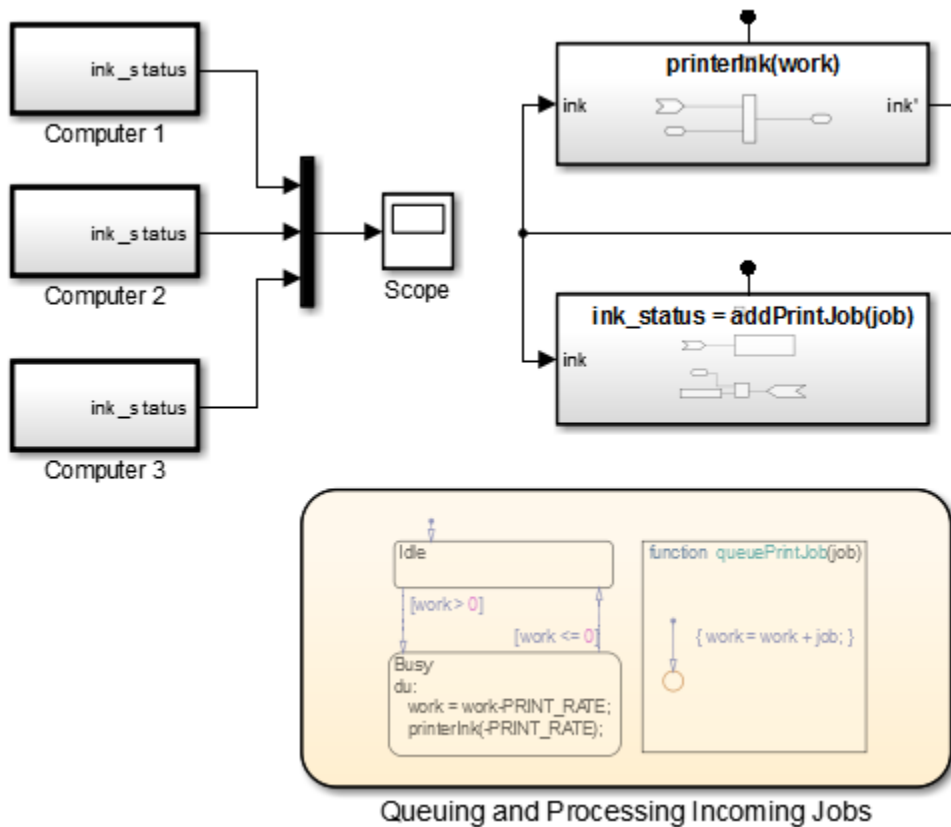 ink_status
Computer 1
ink_status
Computer 2
ink_status
Computer 3
Scope
printerInk(work)
ink
ink'
ink_status = addPrintJob(job)
ink
Idle
[work > 0]
[work <= 0]
Busy
du:
work = work-PRINT_RATE;
printerInk(-PRINT_RATE);
function queuePrintJob(job)
{ work = work + job; }
Queuing and Processing Incoming Jobs